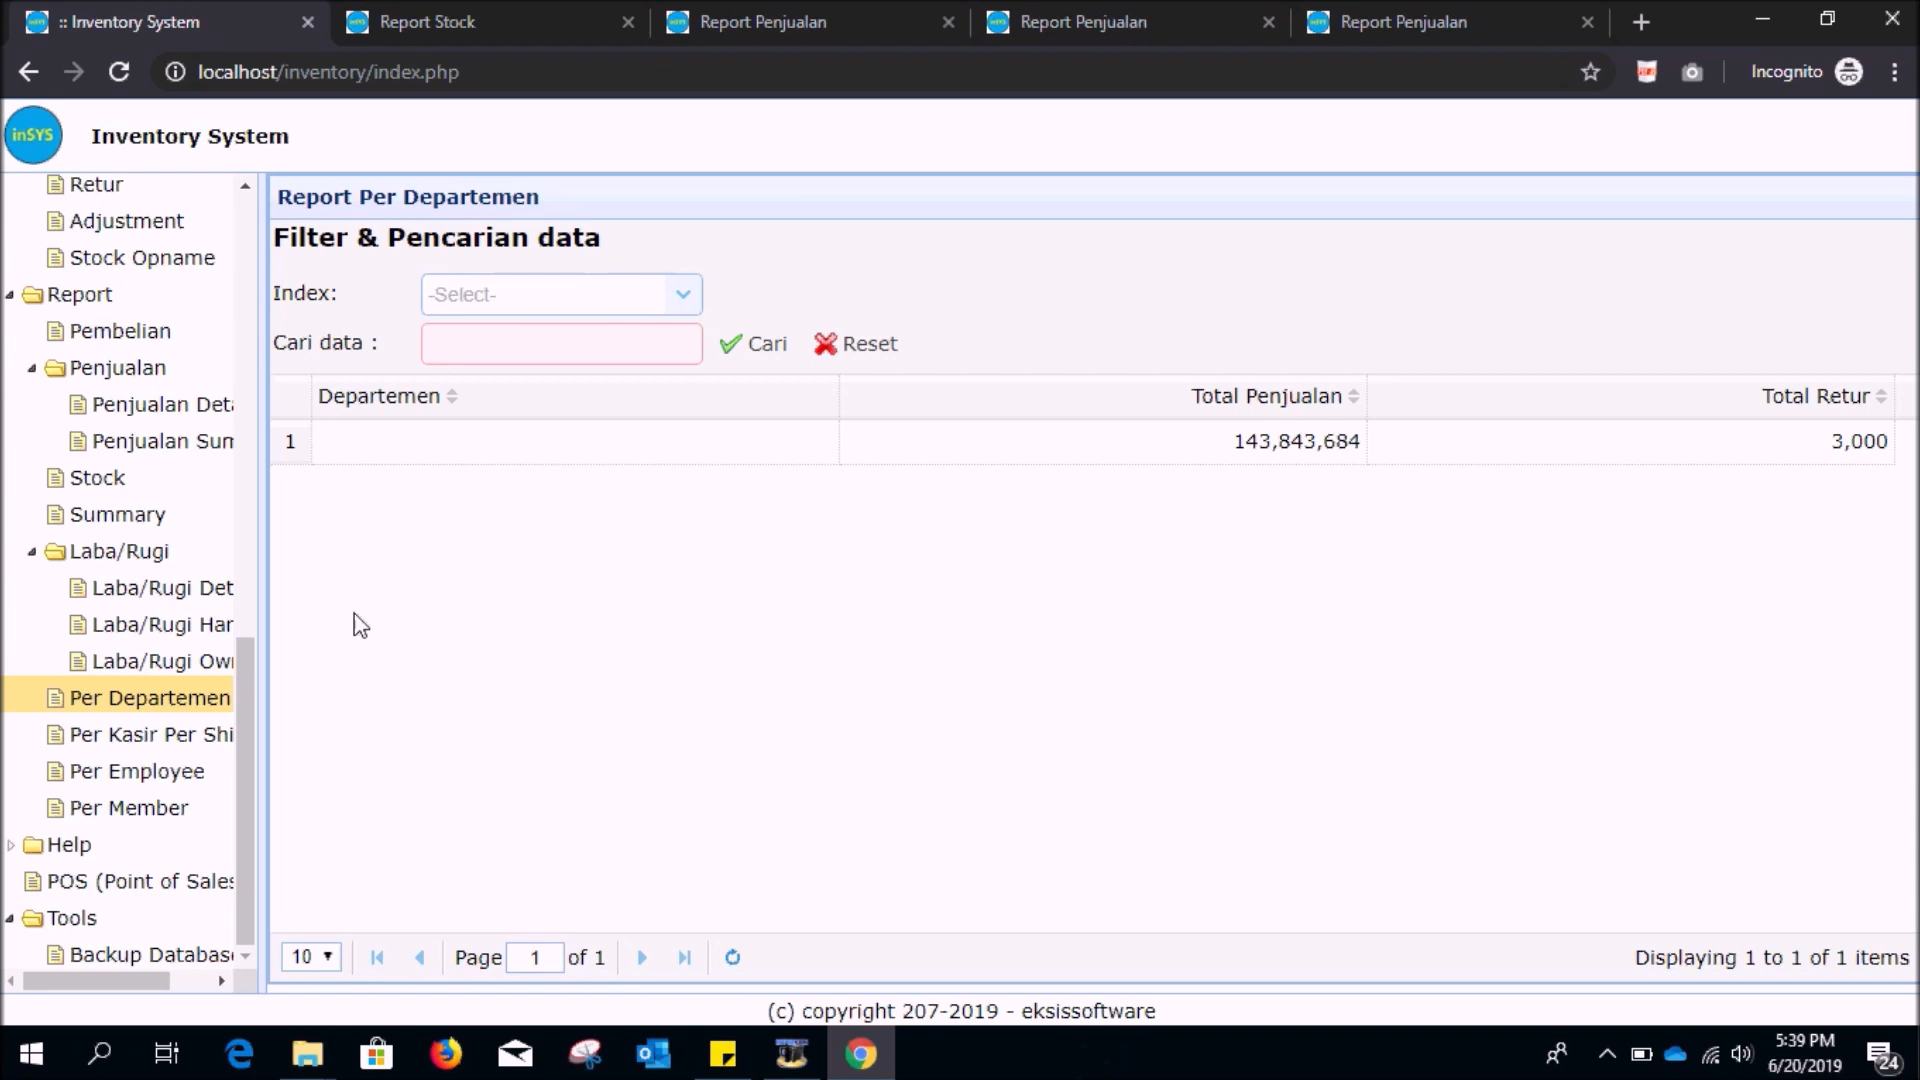 :: Inventory System
Report Stock
Report Penjualan
Report Penjualan
Report Penjualan
localhost/inventory/index.php
Incognito
inSYS
Inventory System
Retur
Adjustment
Stock Opname
Report
Pembelian
Penjualan
Penjualan Deta
Penjualan Sum
Stock
Summary
Laba/Rugi
Laba/Rugi Det
Laba/Rugi Har
Laba/Rugi Own
Per Departemen
Per Kasir Per Shi
Per Employee
Per Member
Help
POS (Point of Sales
Tools
Backup Database
Report Per Departemen
Filter & Pencarian data
Index: -Select-
Cari data : Cari Reset
Departemen Total Penjualan Total Retur
1 143,843,684 3,000
10 Page 1 of 1 Displaying 1 to 1 of 1 items
(c) copyright 207-2019 - eksissoftware
5:39 PM
6/20/2019
24